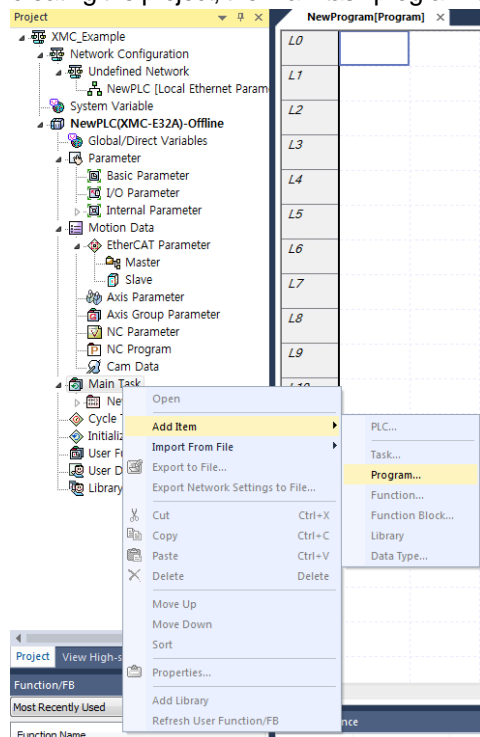 Project
NewProgram[Program]
XMC_Example
Network Configuration
Undefined Network
NewPLC [Local Ethernet Param
System Variable
NewPLC(XMC-E32A)-Offline
Global/Direct Variables
Parameter
Basic Parameter
I/O Parameter
Internal Parameter
Motion Data
EtherCAT Parameter
Master
Slave
Axis Parameter
Axis Group Parameter
NC Parameter
NC Program
Cam Data
Main Task
Ne
Cycle T
Initializ
User F
User D
Library
L0
L1
L2
L3
L4
L5
L6
L7
L8
L9
L10
Open
Add Item
Import From File
Export to File...
Export Network Settings to File...
Cut Ctrl+X
Copy Ctrl+C
Paste Ctrl+V
Delete Delete
Move Up
Move Down
Sort
Properties...
Add Library
Refresh User Function/FB
PLC...
Task...
Program...
Function...
Function Block...
Library
Data Type...
Project View High-s
Function/FB
Most Recently Used
Function Name
nce